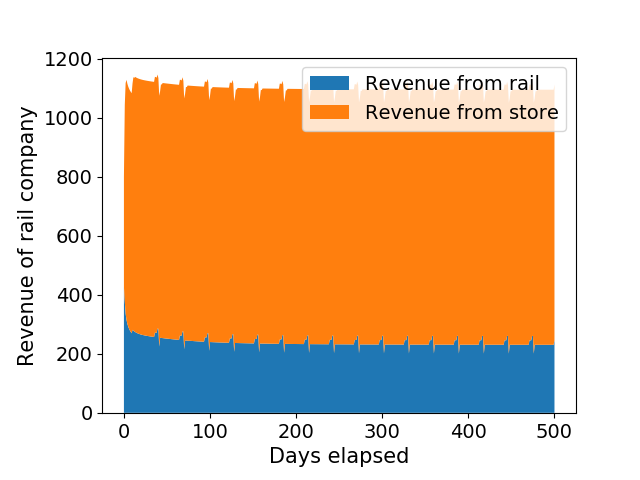 1200
1000
800
600
400
200
0
Revenue of rail company
Revenue from rail
Revenue from store
0 100 200 300 400 500
Days elapsed